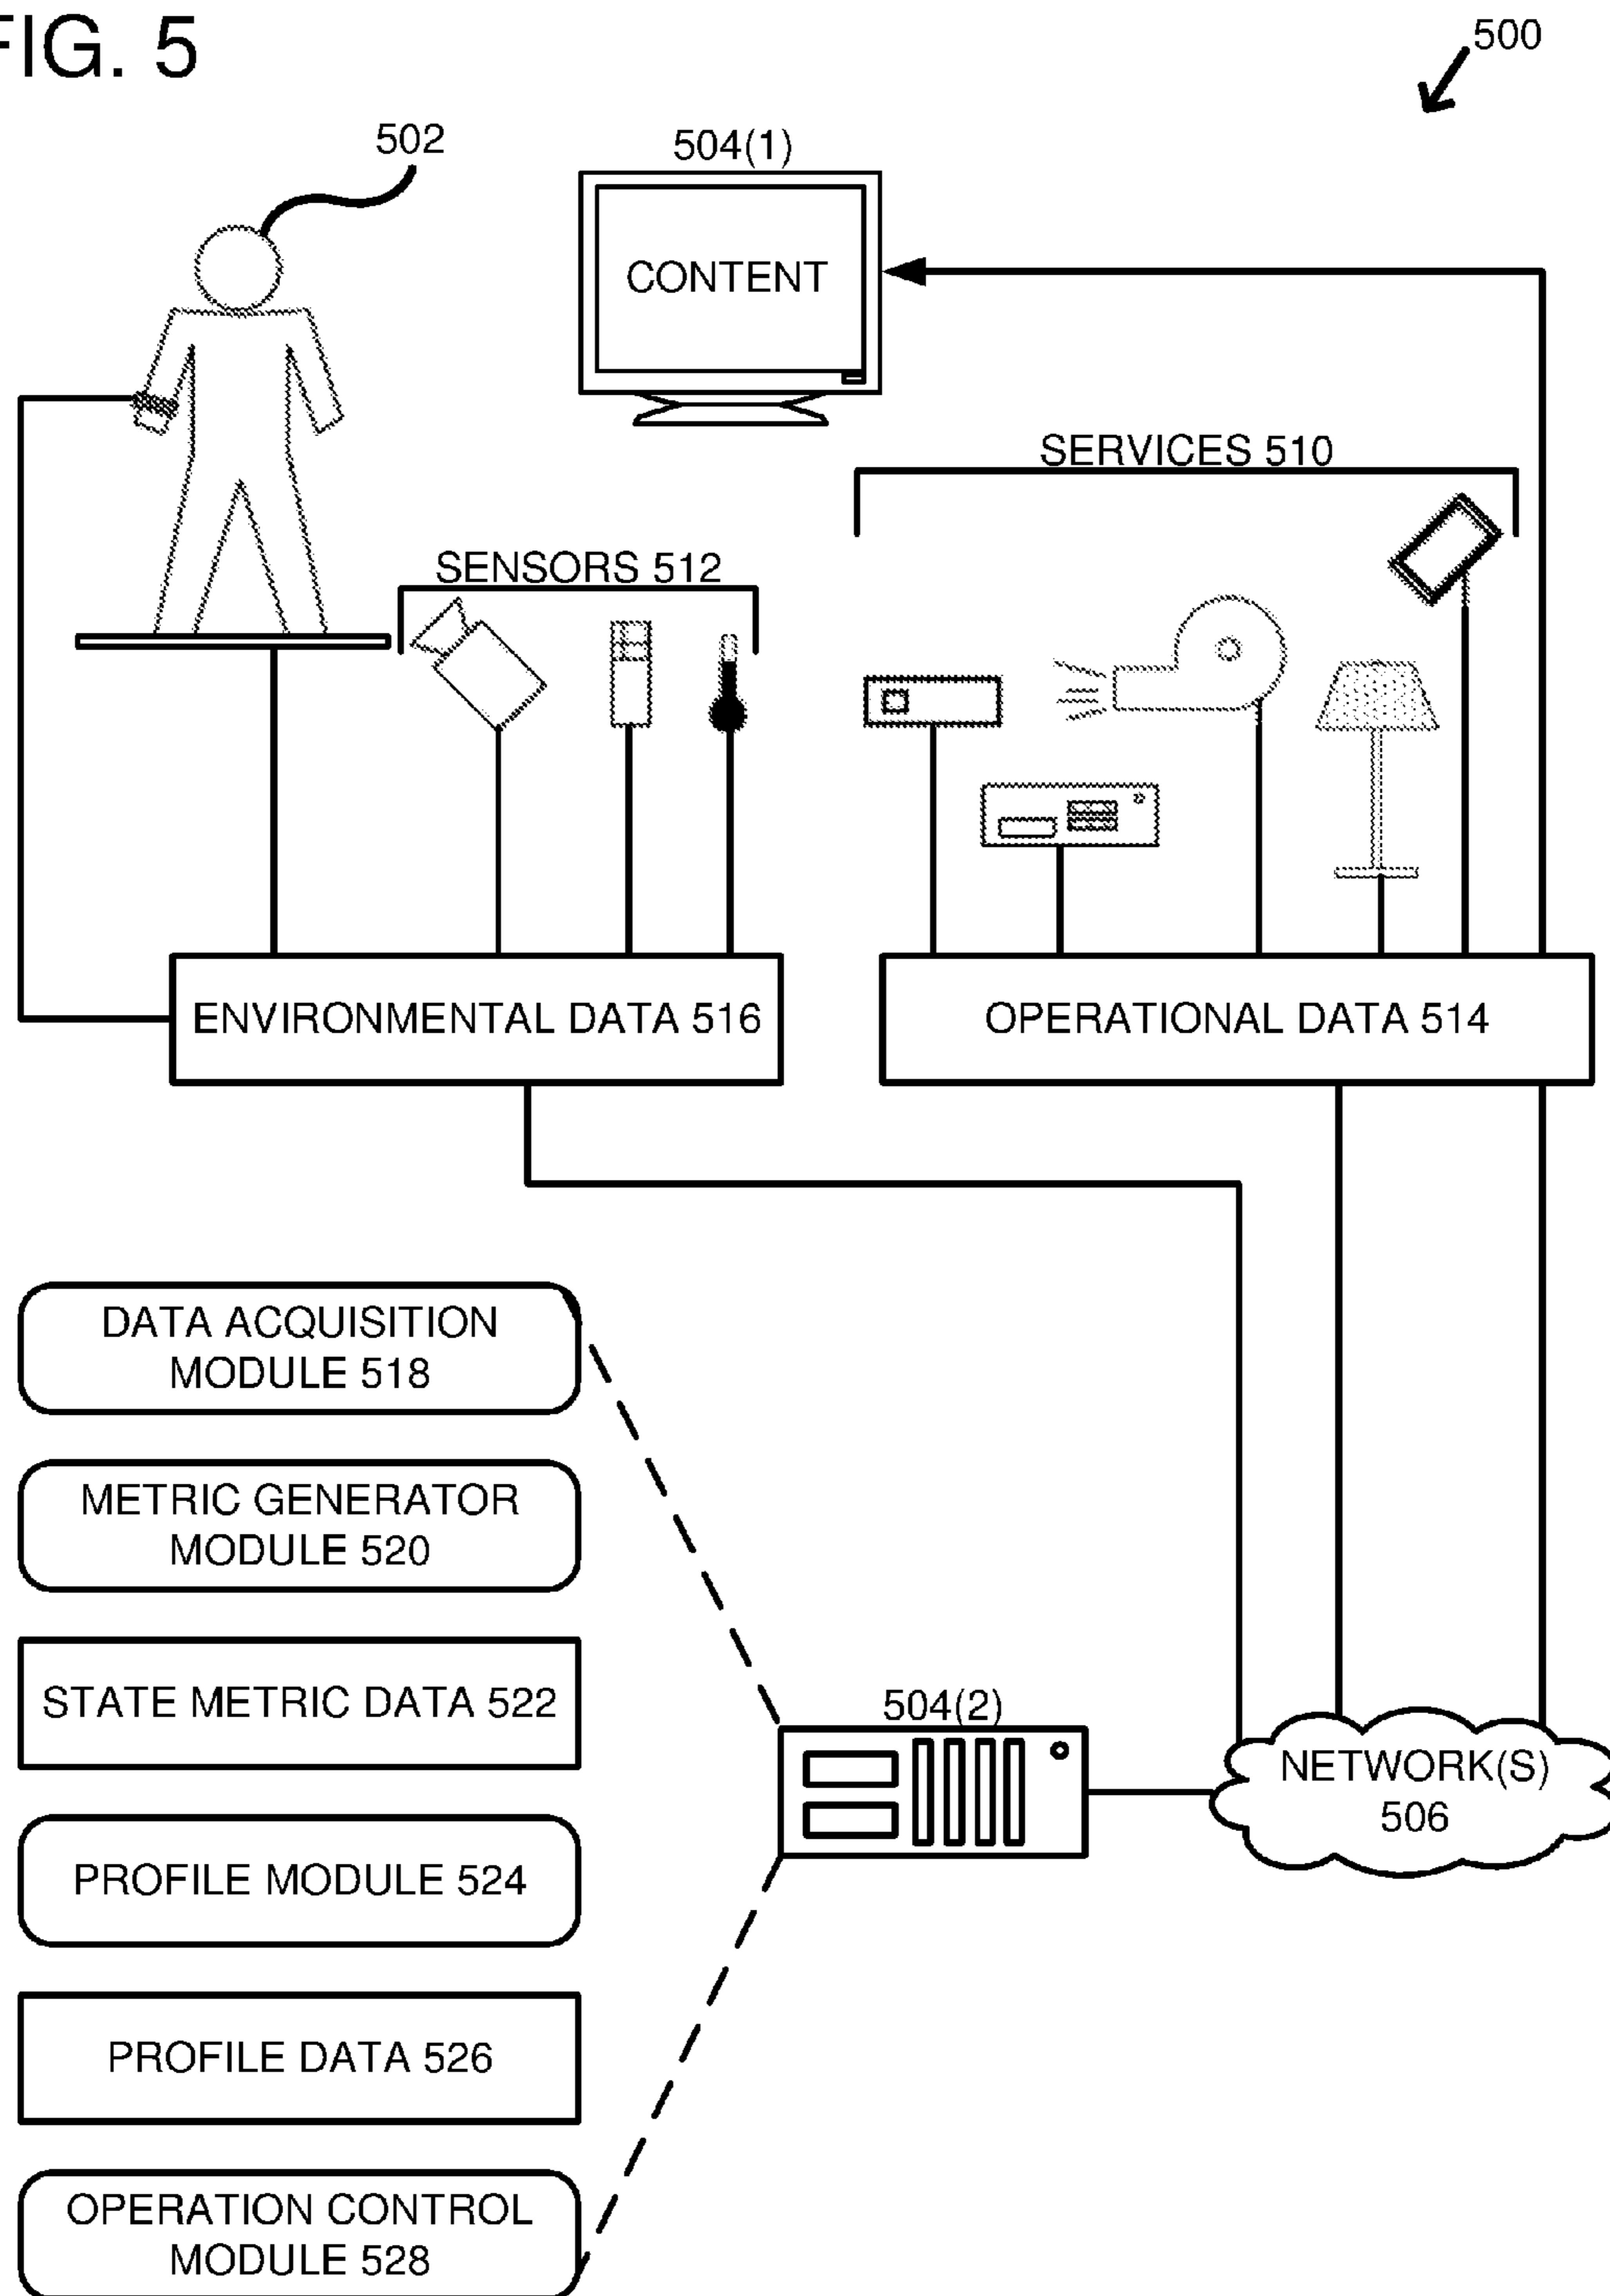 FIG. 5
500
502
504(1)
CONTENT
SERVICES 510
SENSORS 512
ENVIRONMENTAL DATA 516
OPERATIONAL DATA 514
DATA ACQUISITION
MODULE 518
METRIC GENERATOR
MODULE 520
STATE METRIC DATA 522
504(2)
NETWORK(S)
506
PROFILE MODULE 524
PROFILE DATA 526
OPERATION CONTROL
MODULE 528